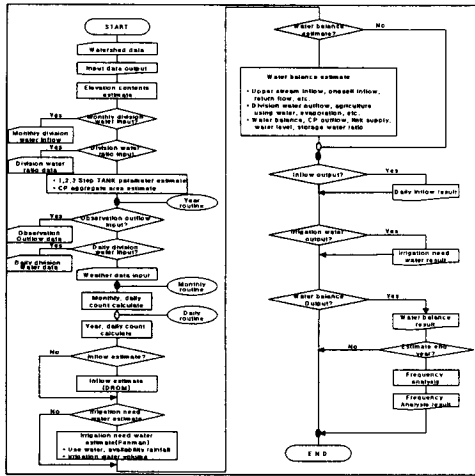 START
Watershed data
Input data output
Elevation contents
estimate
Yes
Monthly division
water input?
Monthly division
water inflow
Yes
Division water
ratio input
Division water
ratio data
• 1,2,3 Step TANK parameter estimate
• CP aggregate area estimate
Year
routine
Yes
Observation outflow
input?
Observation
Outflow data
Yes
Daily division
water input?
Daily division
Water data
Weather data input
Monthly
routine
Monthly, daily
count calculate
Daily
routine
Year, daily count
calculate
No
Inflow estimate?
Inflow estimate
(DROM)
No
Irrigation need
water estimate
Irrigation need water
estimate(Penman)
• Use water, availability rainfall
• Irrigation water volume
Water balance
estimate?
No
Water balance estimate
• Upper stream inflow, oneself inflow,
return flow, etc.
• Division water outflow, agriculture
using water, evaporation, etc.
• Water balance, CP outflow, supply,
water level, storage water ratio
Inflow output?
Yes
Daily inflow result
Irrigation water
output?
Yes
Irrigation need
water result
Water balance
Output?
Yes
Water balance
result
No
Estimate end
year?
Frequency
analysis
Frequency
Analysis result
END